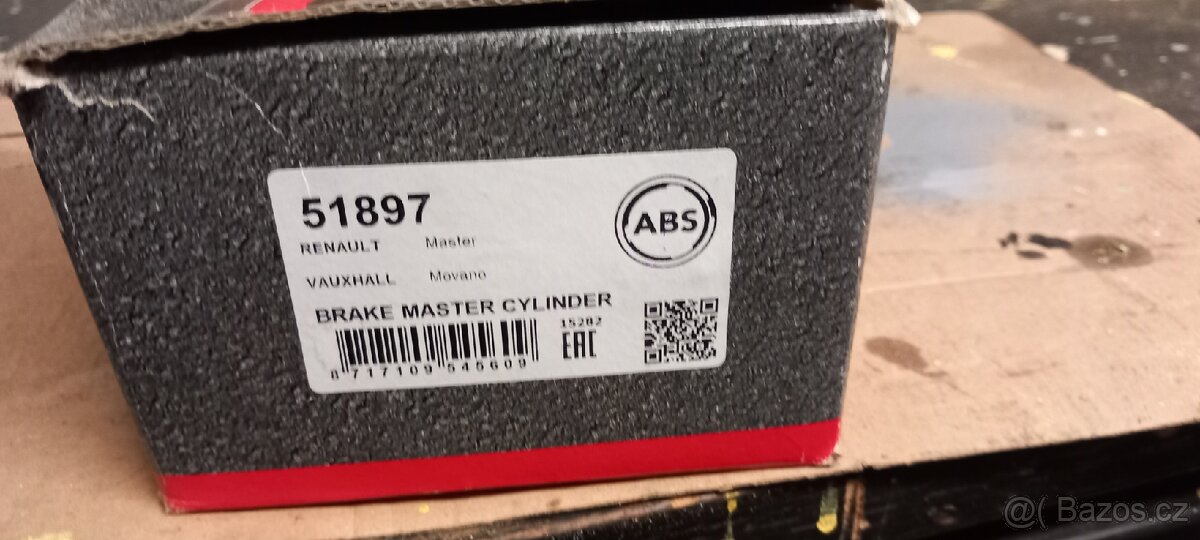 51897
ABS
RENAULT Master
VAUXHALL Movano
BRAKE MASTER CYLINDER
15282
EAC
8 717109 545609
@( Bazos.cz